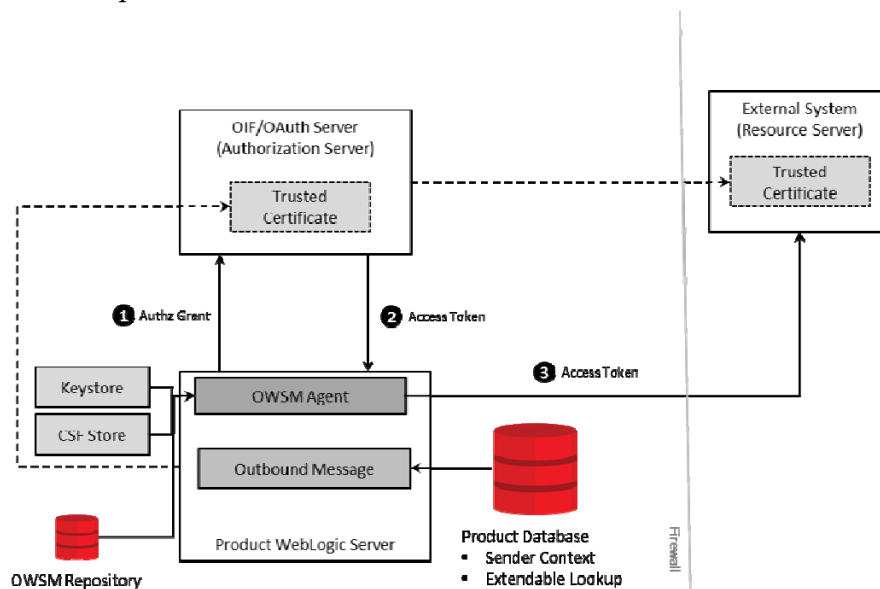 OIF/OAuth Server
(Authorization Server)
Trusted
Certificate
External System
(Resource Server)
Trusted
Certificate
1 Authz Grant
2 Access Token
3 Access Token
Keystore
CSF Store
OWSM Agent
Outbound Message
Product WebLogic Server
OWSM Repository
Product Database
▪ Sender Context
▪ Extendable Lookup
Firewall